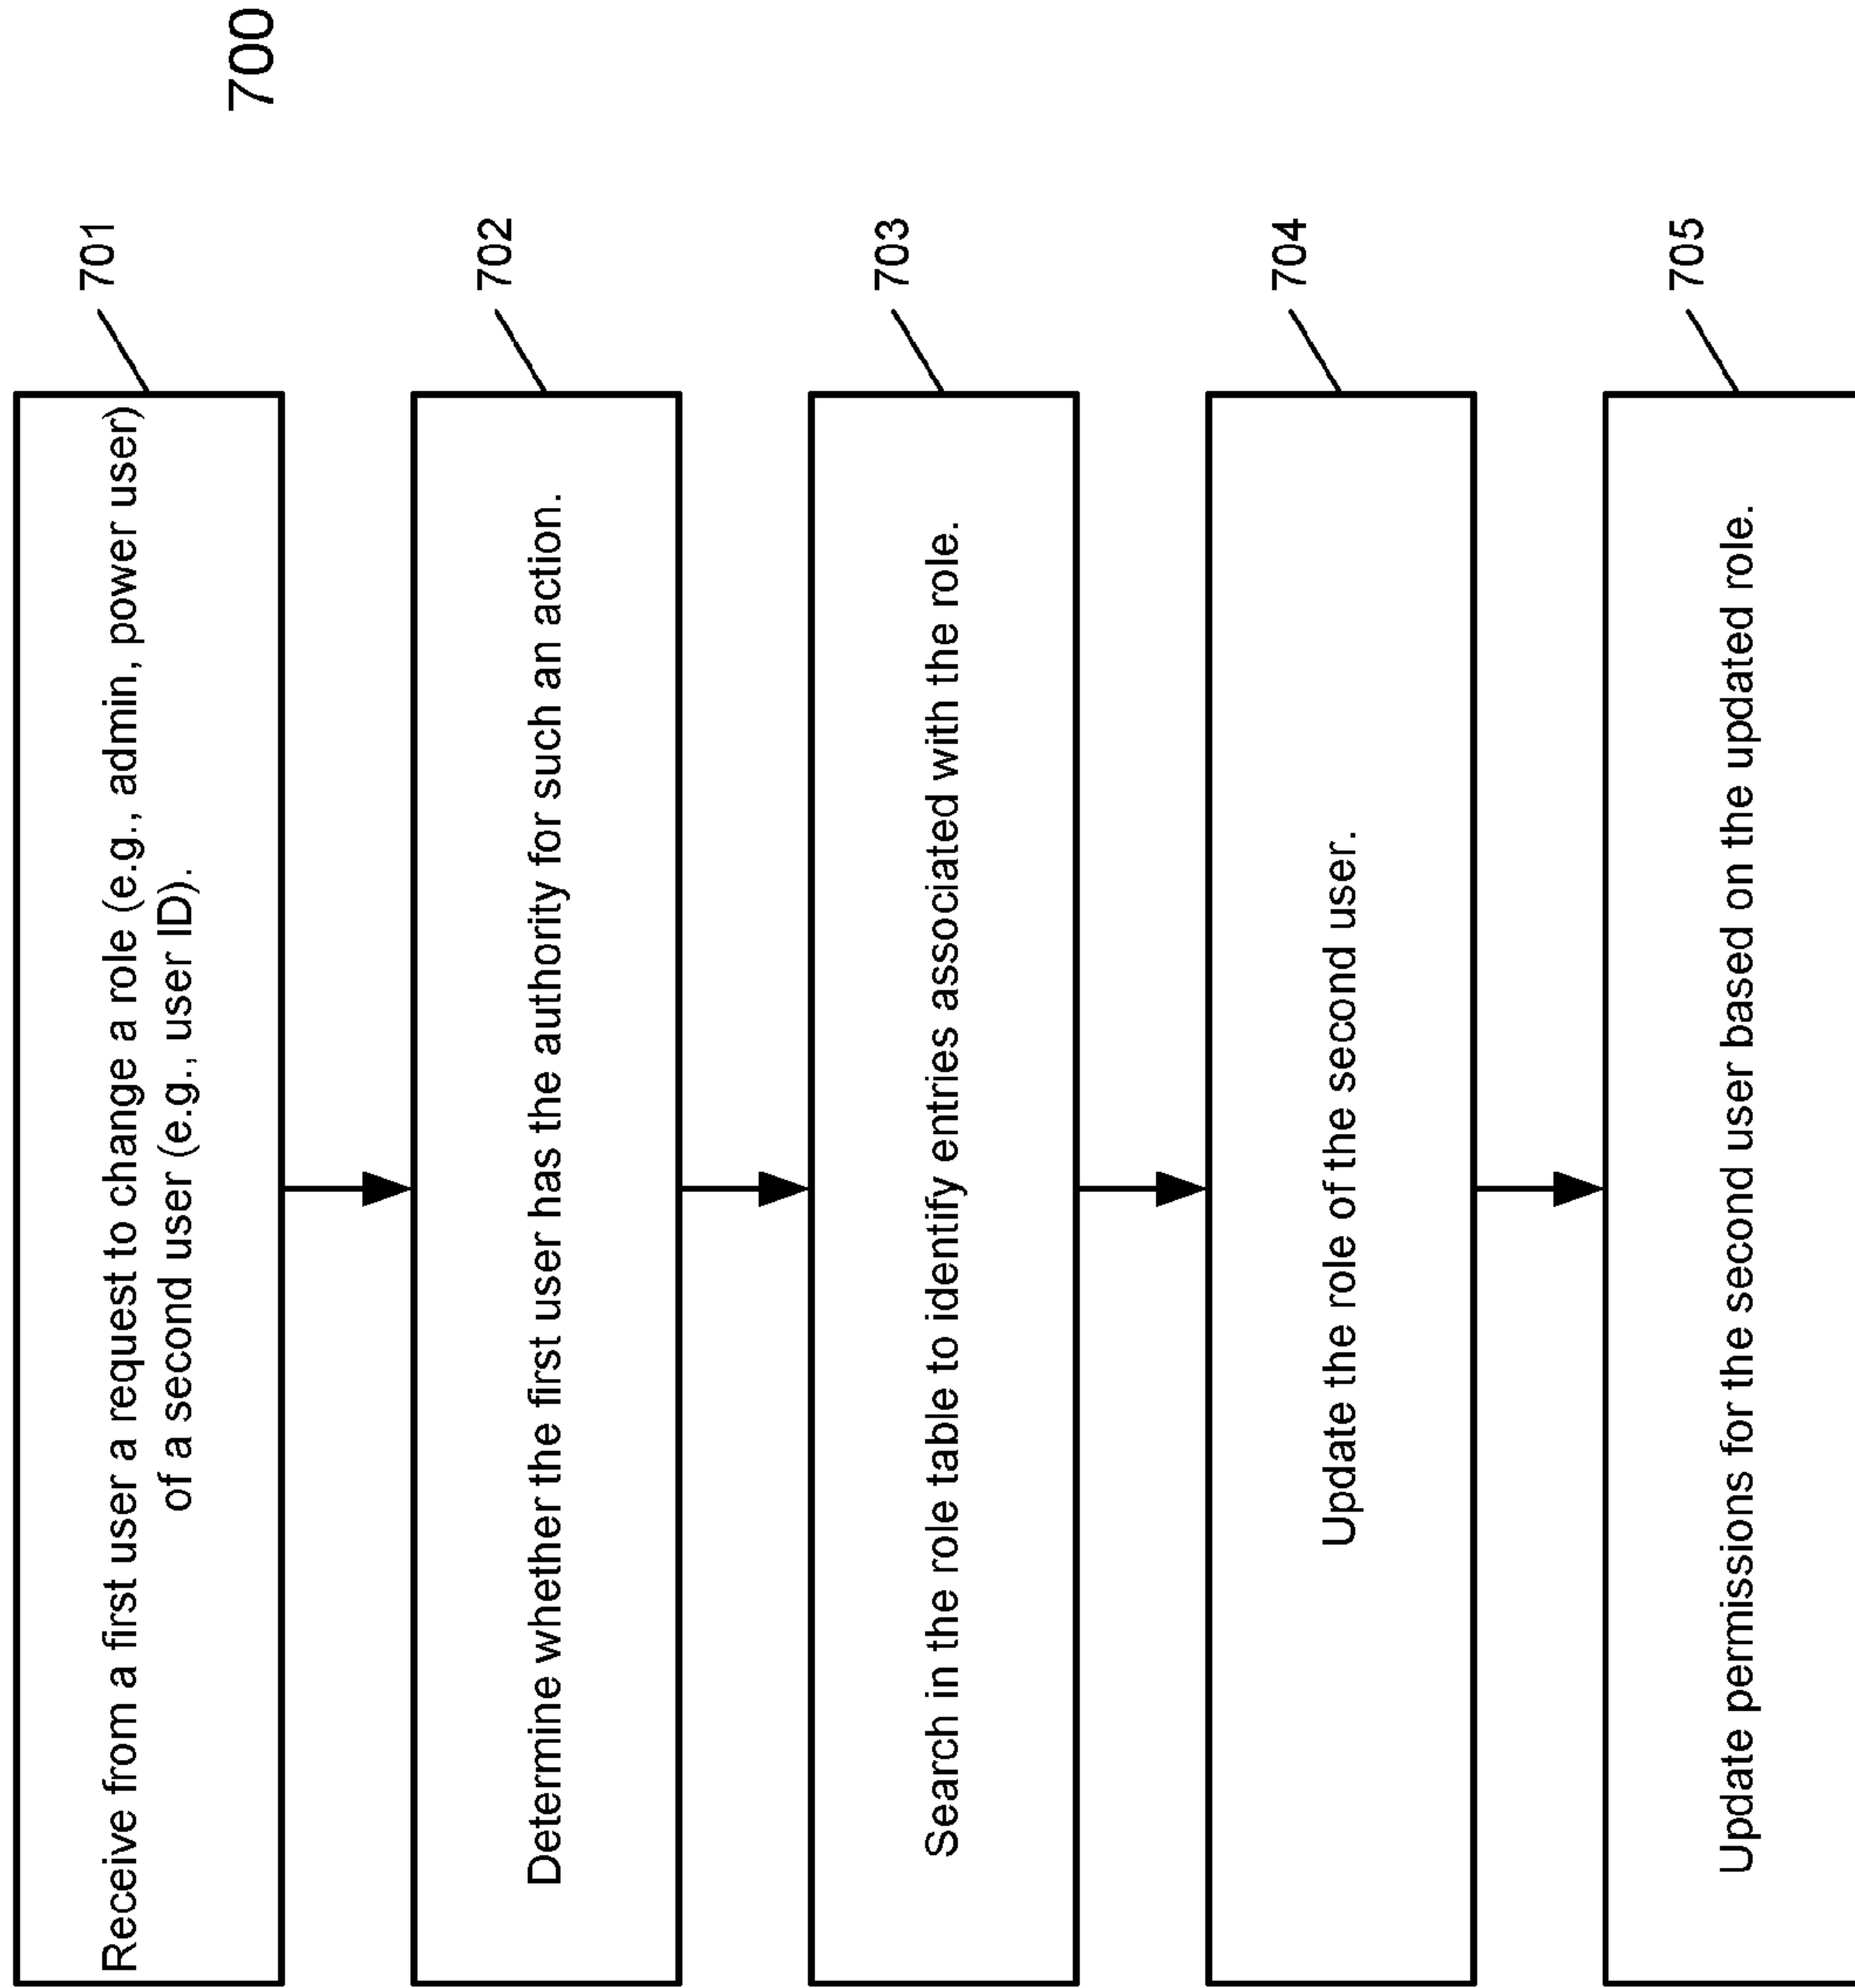 700
Receive from a first user a request to change a role (e.g., admin, power user)
of a second user (e.g., user ID).
701
Determine whether the first user has the authority for such an action.
702
Search in the role table to identify entries associated with the role.
703
Update the role of the second user.
704
Update permissions for the second user based on the updated role.
705